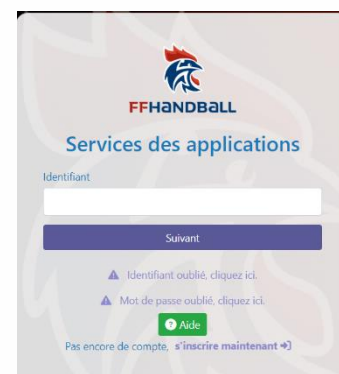 FFHANDBALL
Services des applications
Identifiant
Suivant
Identifiant oublié, cliquez ici.
Mot de passe oublié, cliquez ici.
Aide
Pas encore de compte, s'inscrire maintenant